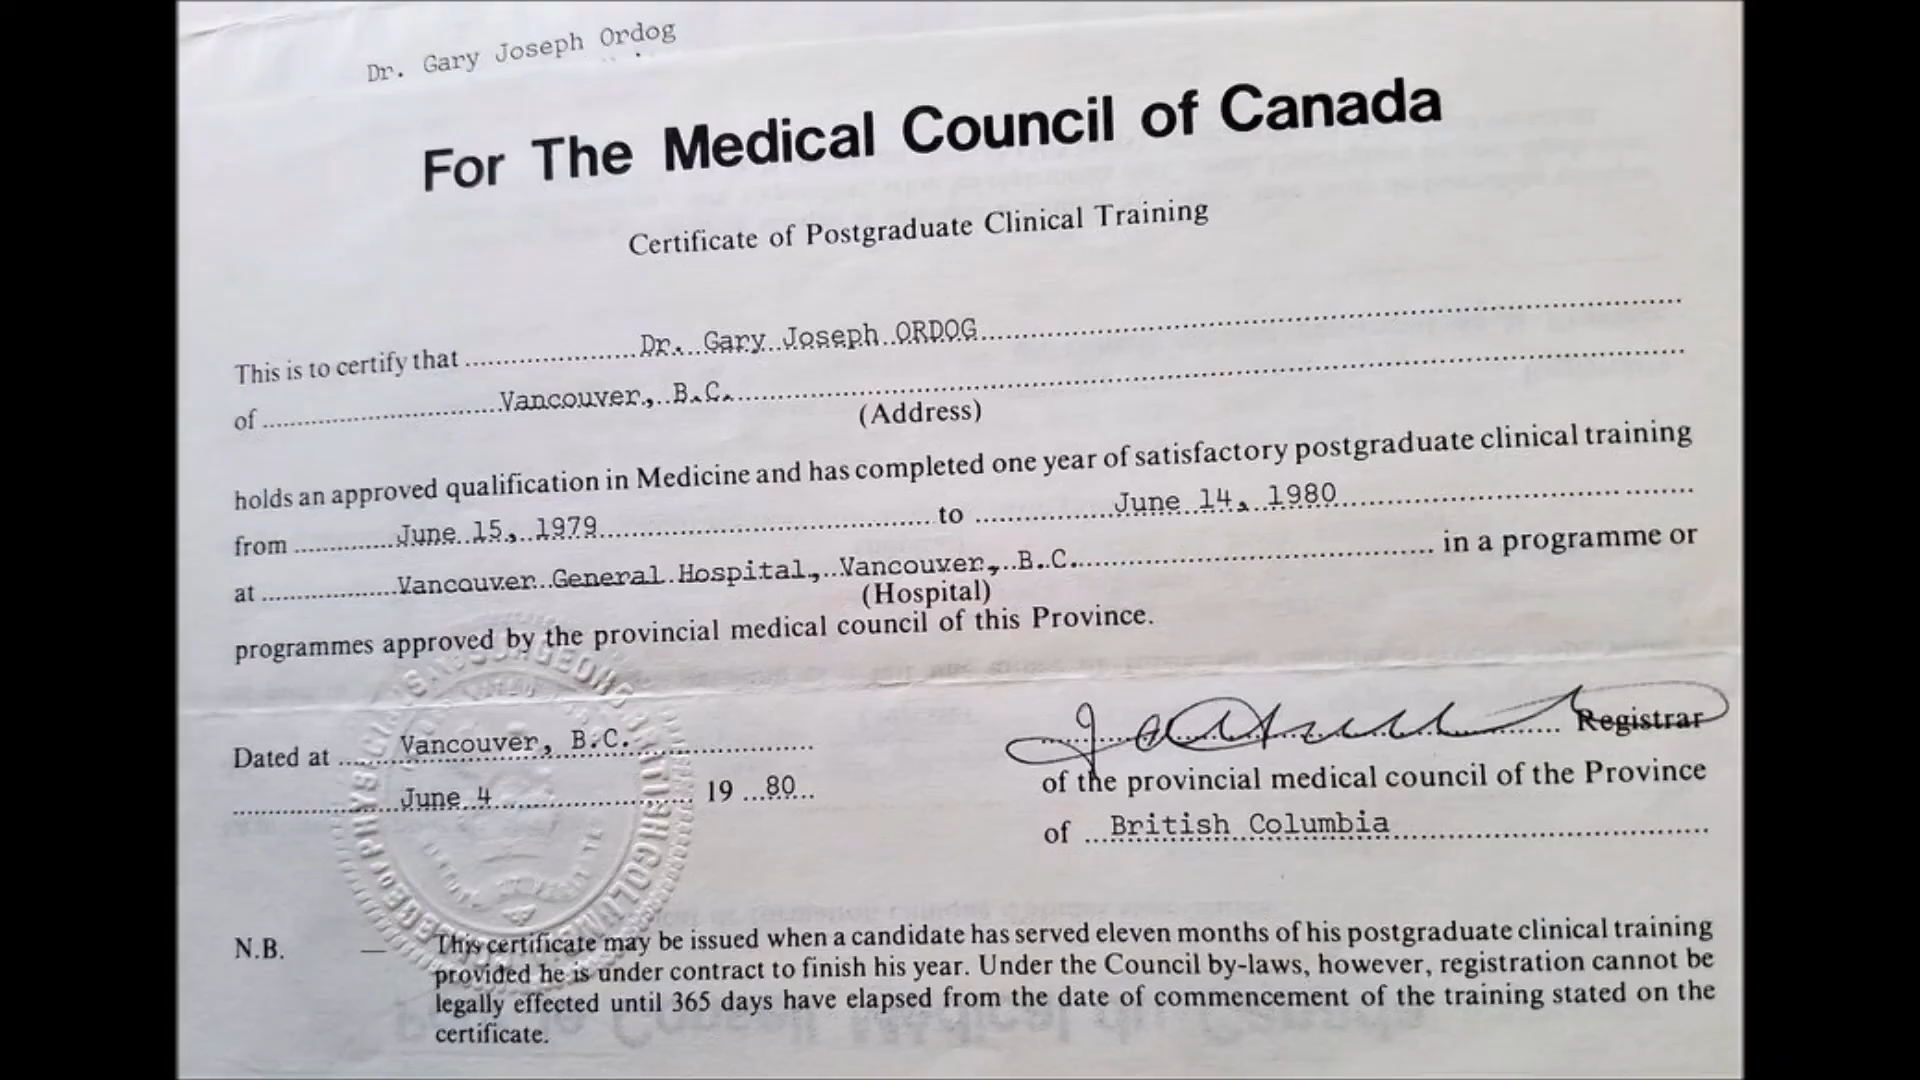 Dr. Gary Joseph Ordog
For The Medical Council of Canada
Certificate of Postgraduate Clinical Training
This is to certify that ..................... Dr. Gary Joseph ORDOG ..............................
of ..................... Vancouver, B.C. ..............................
(Address)
holds an approved qualification in Medicine and has completed one year of satisfactory postgraduate clinical training
from ............ June 15, 1979 .............................. to .................. June 14, 1980 ..............................
at .................. Vancouver General Hospital, Vancouver, B.C. .............................. in a programme or
(Hospital)
programmes approved by the provincial medical council of this Province.
Dated at ...... Vancouver, B.C. ..................
.................. June 4 .................. 19 ... 80 ...
Registrar
of the provincial medical council of the Province
of ... British Columbia ..............................
N.B. — This certificate may be issued when a candidate has served eleven months of his postgraduate clinical training
provided he is under contract to finish his year. Under the Council by-laws, however, registration cannot be
legally effected until 365 days have elapsed from the date of commencement of the training stated on the
certificate.